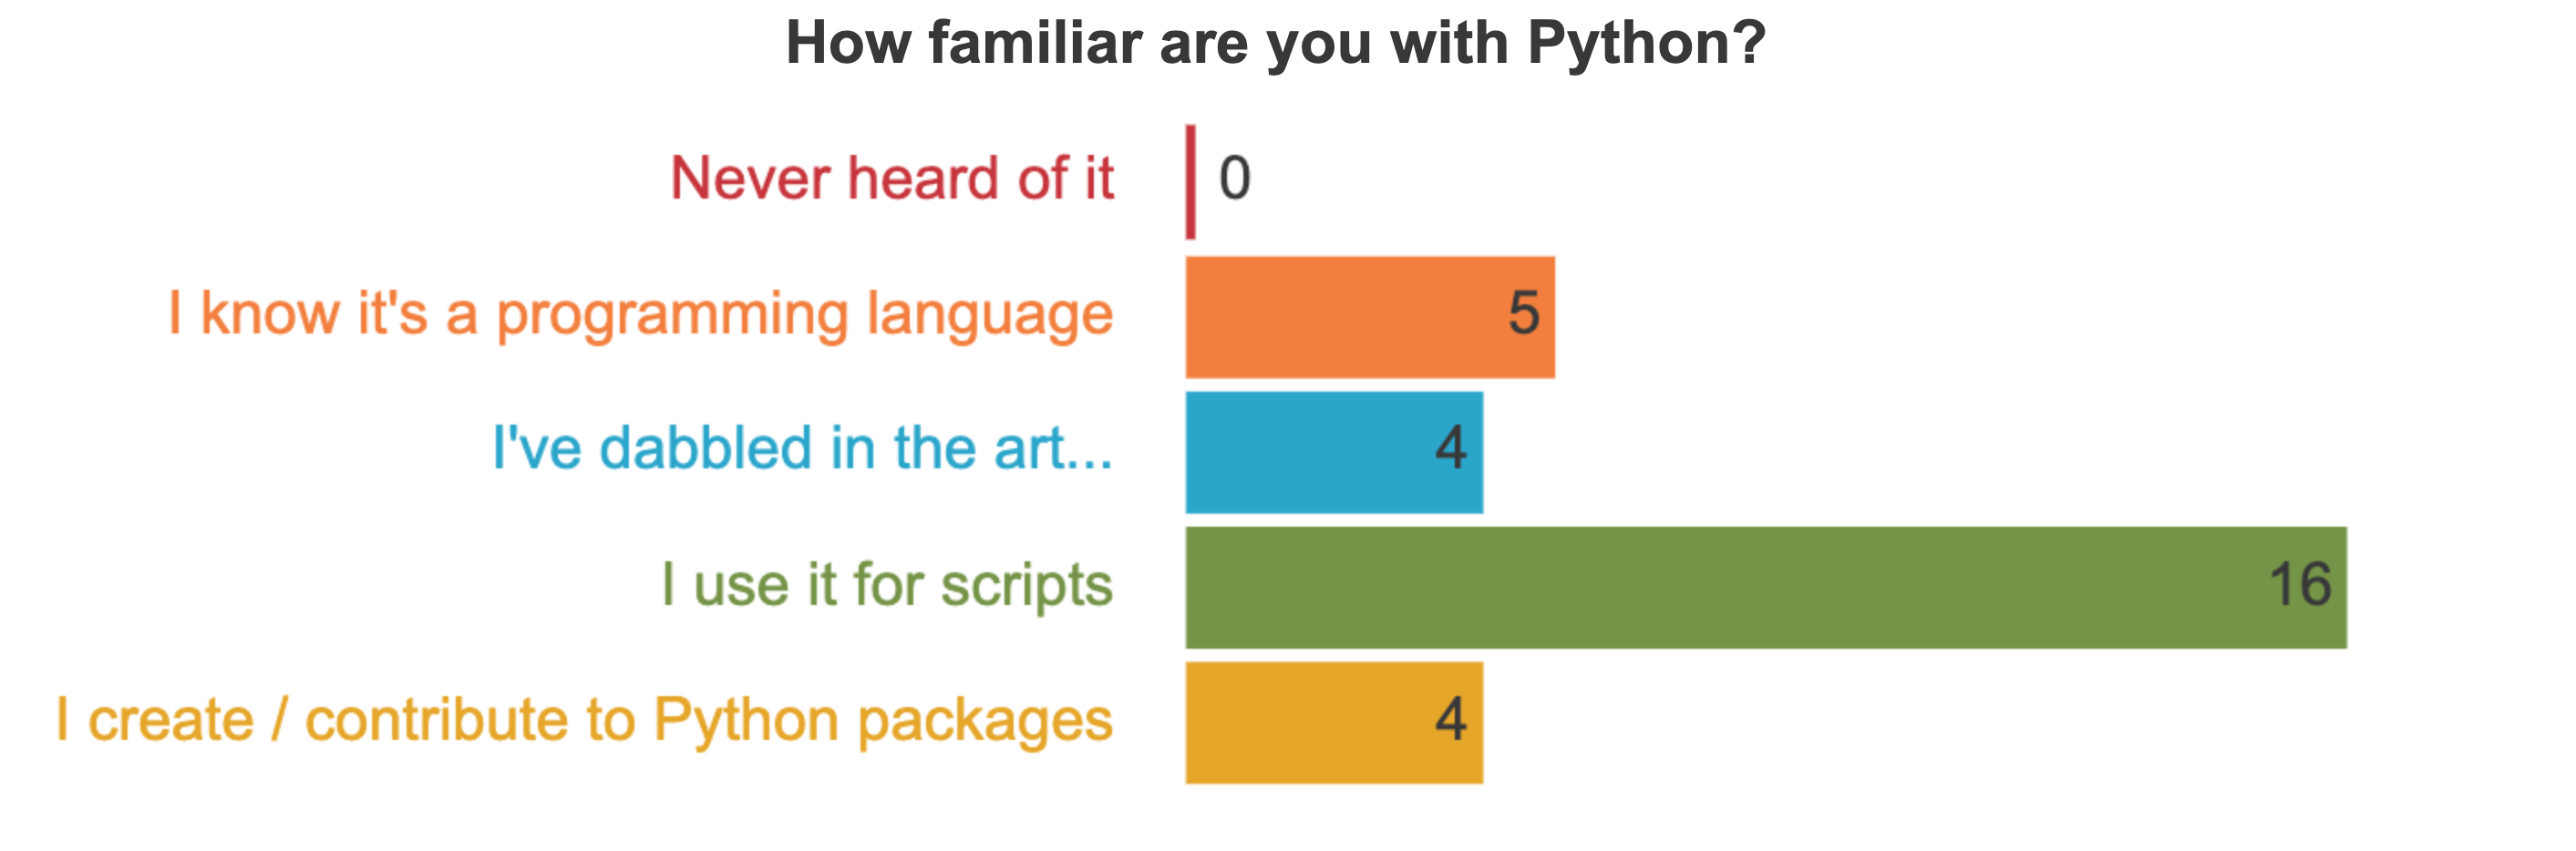 How familiar are you with Python?
Never heard of it 0
I know it's a programming language 5
I've dabbled in the art... 4
I use it for scripts 16
I create / contribute to Python packages 4